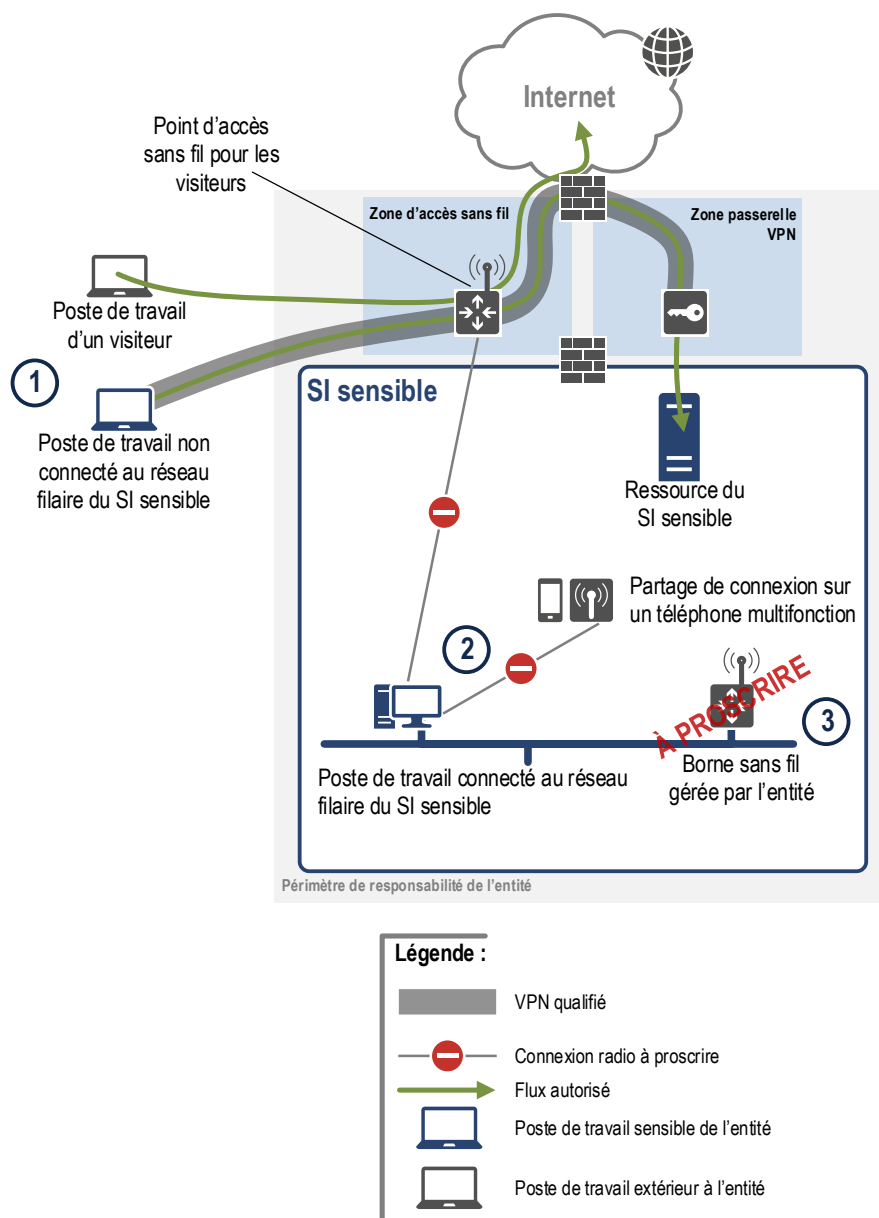 Internet
Point d'accès
sans fil pour les
visiteurs
Zone d'accès sans fil
Zone passerelle
VPN
Poste de travail
d'un visiteur
1
Poste de travail non
connecté au réseau
filaire du SI sensible
SI sensible
Ressource du
SI sensible
Partage de connexion sur
un téléphone multifonction
2
À PROSCRIRE
3
Poste de travail connecté au réseau
filaire du SI sensible
Borne sans fil
gérée par l'entité
Périmètre de responsabilité de l'entité
Légende :
VPN qualifié
Connexion radio à proscrire
Flux autorisé
Poste de travail sensible de l'entité
Poste de travail extérieur à l'entité